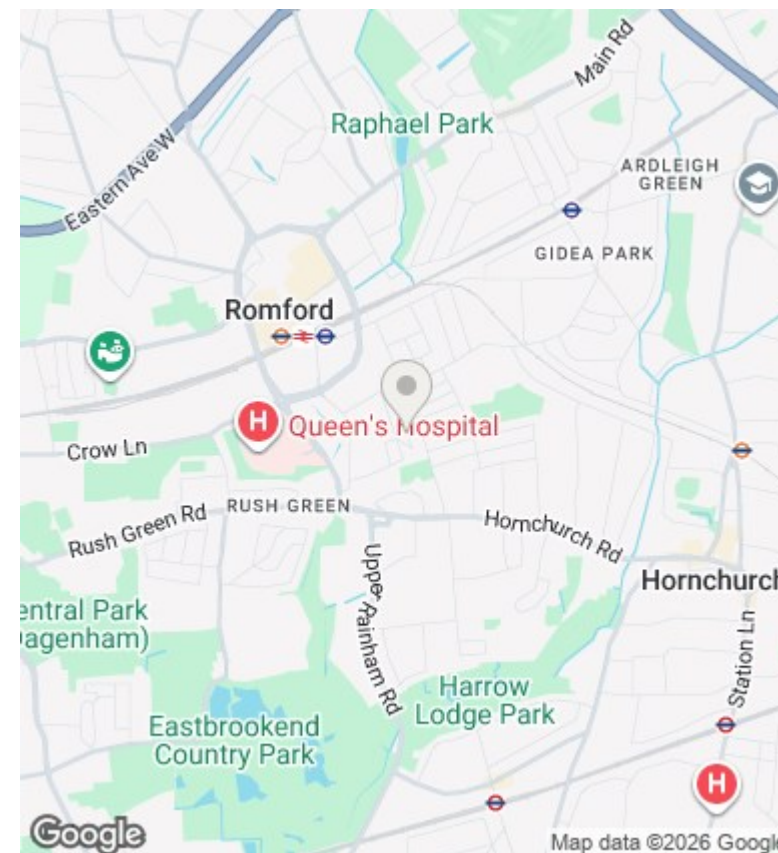 Main Rd
Raphael Park
ARDLEIGH
GREEN
Eastern Ave W
GIDEA PARK
Romford
H
Queen's Hospital
Crow Ln
RUSH GREEN
Rush Green Rd
Hornchurch Rd
Upper Rainham Rd
Hornchurch
entral Park
Dagenham)
Station Ln
Harrow
Lodge Park
Eastbrookend
Country Park
H
Google
Map data ©2026 Google